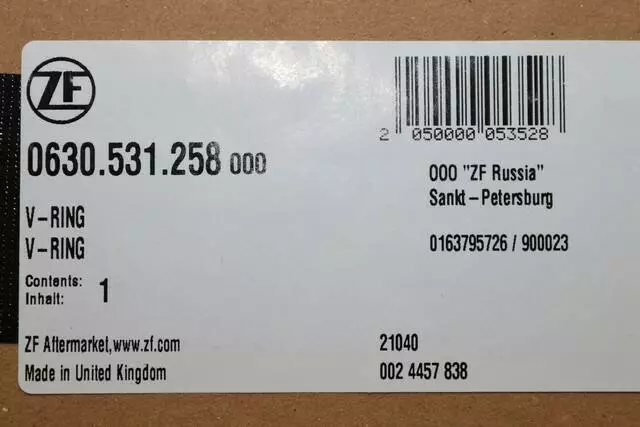 ZF
0630.531.258 000
V-RING
V-RING
Contents:
Inhalt: 1
ZF Aftermarket,www.zf.com
Made in United Kingdom
2 050000 053528
OOO "ZF Russia"
Sankt-Petersburg
0163795726 / 900023
21040
002 4457 838